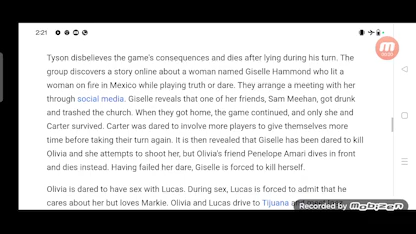 2:21
Tyson disbelieves the game's consequences and dies after lying during his turn. The
group discovers a story online about a woman named Giselle Hammond who lit a
woman on fire in Mexico while playing truth or dare. They arrange a meeting with her
through social media. Giselle reveals that one of her friends, Sam Meehan, got drunk
and trashed the church. When they got home, the game continued, and only she and
Carter survived. Carter was dared to involve more players to give themselves more
time before taking their turn again. It is then revealed that Giselle has been dared to kill
Olivia and she attempts to shoot her, but Olivia's friend Penelope Amari dives in front
and dies instead. Having failed her dare, Giselle is forced to kill herself.
Olivia is dared to have sex with Lucas. During sex, Lucas is forced to admit that he
cares about her but loves Markie. Olivia and Lucas drive to Tijuana
Recorded by Mobizen